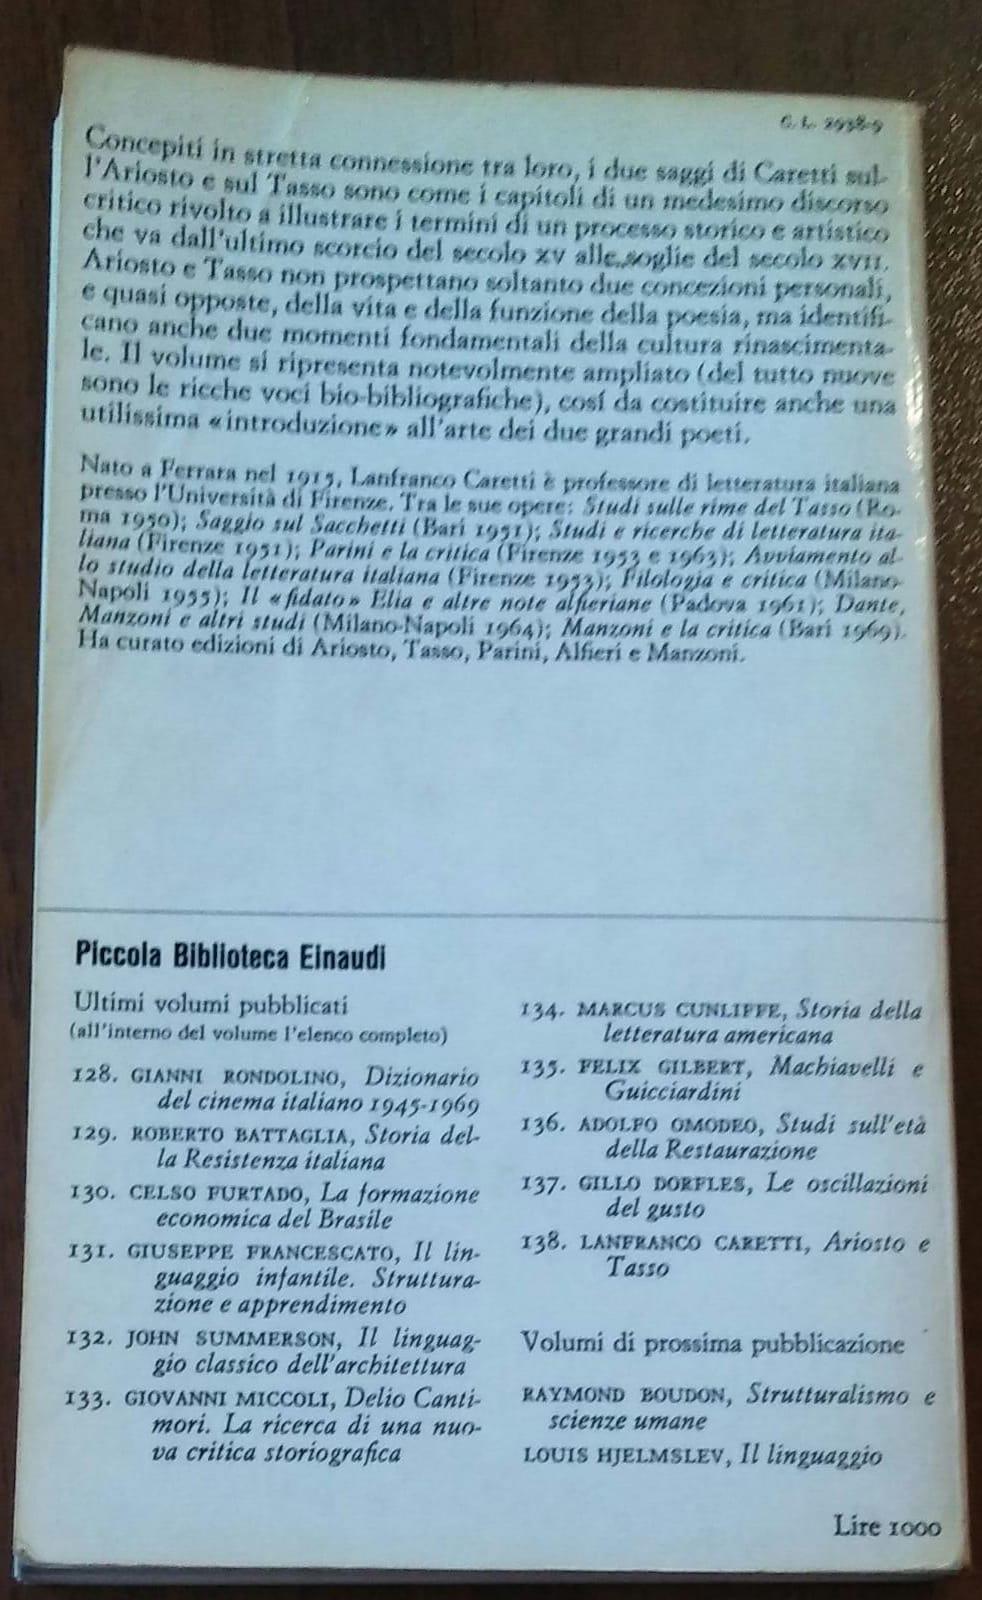 C. L. 2938-9
Concepiti in stretta connessione tra loro, i due saggi di Caretti sul-
l'Ariosto e sul Tasso sono come i capitoli di un medesimo discorso
critico rivolto a illustrare i termini di un processo storico e artistico
che va dall'ultimo scorcio del secolo XV alle soglie del secolo XVII.
Ariosto e Tasso non prospettano soltanto due concezioni personali,
e quasi opposte, della vita e della funzione della poesia, ma identifi-
cano anche due momenti fondamentali della cultura rinascimenta-
le. Il volume si ripresenta notevolmente ampliato (del tutto nuove
sono le ricche voci bio-bibliografiche), cosí da costituire anche una
utilissima «introduzione» all'arte dei due grandi poeti.
Nato a Ferrara nel 1915, Lanfranco Caretti è professore di letteratura italiana
presso l'Università di Firenze. Tra le sue opere: Studi sulle rime del Tasso (Ro-
ma 1950); Saggio sul Sacchetti (Bari 1951); Studi e ricerche di letteratura ita-
liana (Firenze 1951); Parini e la critica (Firenze 1953 e 1963); Avviamento al-
lo studio della letteratura italiana (Firenze 1953); Filologia e critica (Milano-
Napoli 1955); Il «fidato» Elia e altre note alfieriane (Padova 1961); Dante,
Manzoni e altri studi (Milano-Napoli 1964); Manzoni e la critica (Bari 1969).
Ha curato edizioni di Ariosto, Tasso, Parini, Alfieri e Manzoni.
Piccola Biblioteca Einaudi
Ultimi volumi pubblicati
(all'interno del volume l'elenco completo)
128. GIANNI RONDOLINO, Dizionario
del cinema italiano 1945-1969
129. ROBERTO BATTAGLIA, Storia del-
la Resistenza italiana
130. CELSO FURTADO, La formazione
economica del Brasile
131. GIUSEPPE FRANCESCATO, Il lin-
guaggio infantile. Struttura-
zione e apprendimento
132. JOHN SUMMERSON, Il linguag-
gio classico dell'architettura
133. GIOVANNI MICCOLI, Delio Canti-
mori. La ricerca di una nuo-
va critica storiografica
134. MARCUS CUNLIFFE, Storia della
letteratura americana
135. FELIX GILBERT, Machiavelli e
Guicciardini
136. ADOLFO OMODEO, Studi sull'età
della Restaurazione
137. GILLO DORFLES, Le oscillazioni
del gusto
138. LANFRANCO CARETTI, Ariosto e
Tasso
Volumi di prossima pubblicazione
RAYMOND BOUDON, Strutturalismo e
scienze umane
LOUIS HJELMSLEV, Il linguaggio
Lire 1000